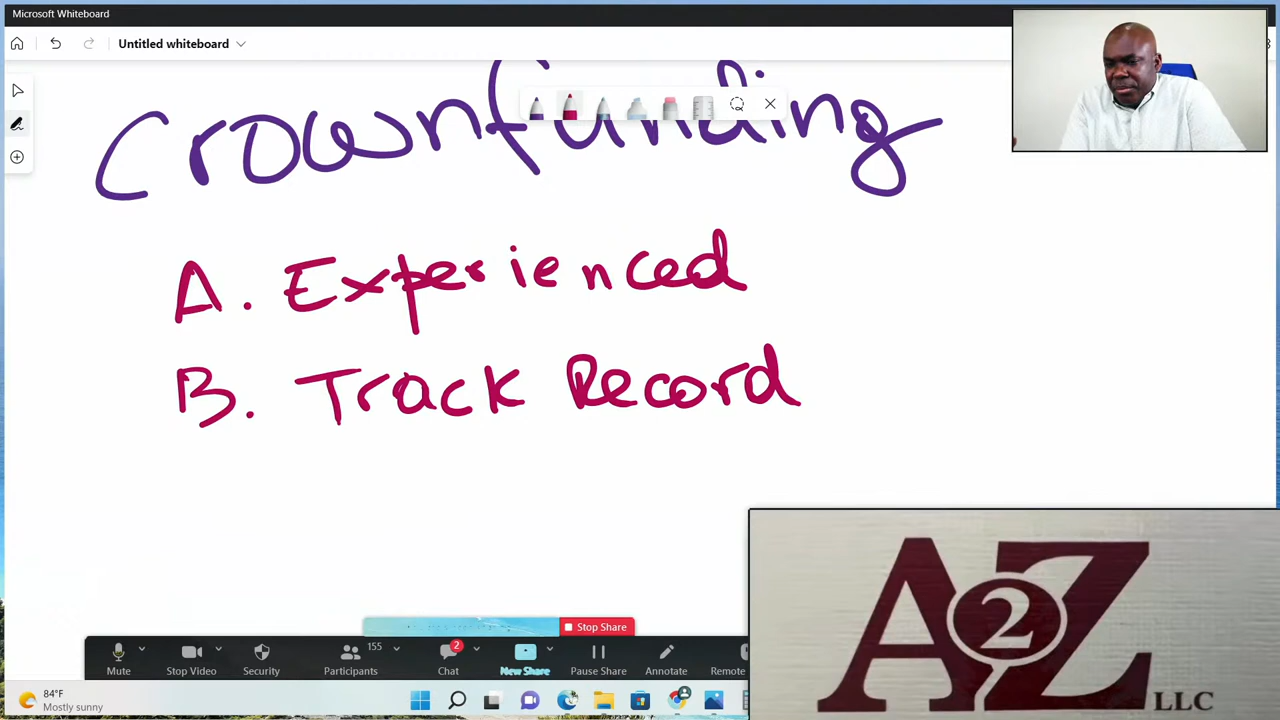 Microsoft Whiteboard
Untitled whiteboard
Crownfunding
A. Experienced
B. Track Record
A2Z LLC
Stop Share
155
2
Mute
Stop Video
Security
Participants
Chat
New Share
Pause Share
Annotate
Remote
84°F
Mostly sunny